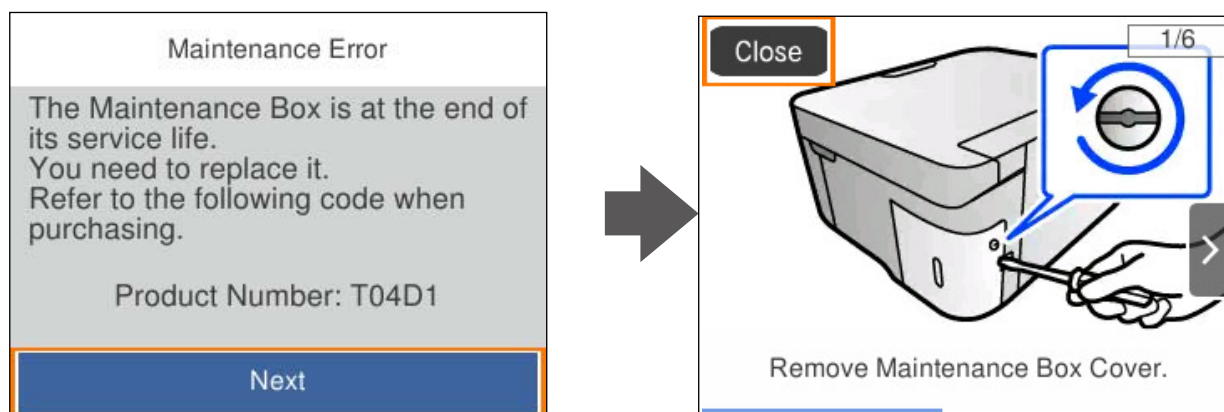 Maintenance Error
The Maintenance Box is at the end of
its service life.
You need to replace it.
Refer to the following code when
purchasing.
Product Number: T04D1
Next
Close
1/6
Remove Maintenance Box Cover.